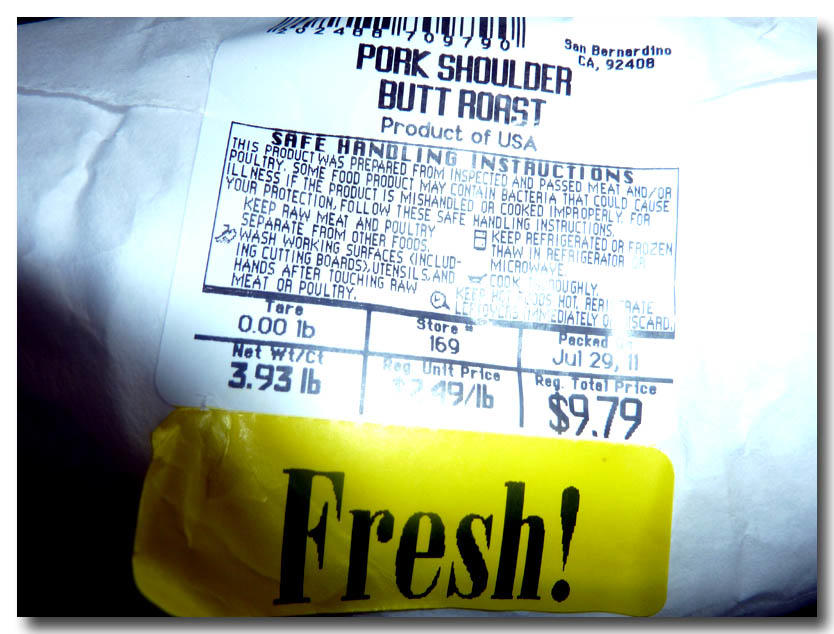 202488 709790
San Bernardino
CA, 92408
PORK SHOULDER
BUTT ROAST
Product of USA
SAFE HANDLING INSTRUCTIONS
THIS PRODUCT WAS PREPARED FROM INSPECTED AND PASSED MEAT AND/OR
POULTRY. SOME FOOD PRODUCT MAY CONTAIN BACTERIA THAT COULD CAUSE
ILLNESS IF THE PRODUCT IS MISHANDLED OR COOKED IMPROPERLY. FOR
YOUR PROTECTION, FOLLOW THESE SAFE HANDLING INSTRUCTIONS.
KEEP RAW MEAT AND POULTRY
SEPARATE FROM OTHER FOODS.
WASH WORKING SURFACES (INCLUD-
ING CUTTING BOARDS), UTENSILS, AND
HANDS AFTER TOUCHING RAW
MEAT OR POULTRY.
KEEP REFRIGERATED OR FROZEN
THAW IN REFRIGERATOR OR
MICROWAVE
COOK THOROUGHLY.
KEEP HOT FOODS HOT, REFRIGERATE
LEFTOVERS IMMEDIATELY OR DISCARD.
Tare
0.00 lb
Store #
169
Packed On
Jul 29, 11
Net Wt/Ct
3.93 lb
Reg. Unit Price
$2.49/lb
Reg. Total Price
$9.79
Fresh!